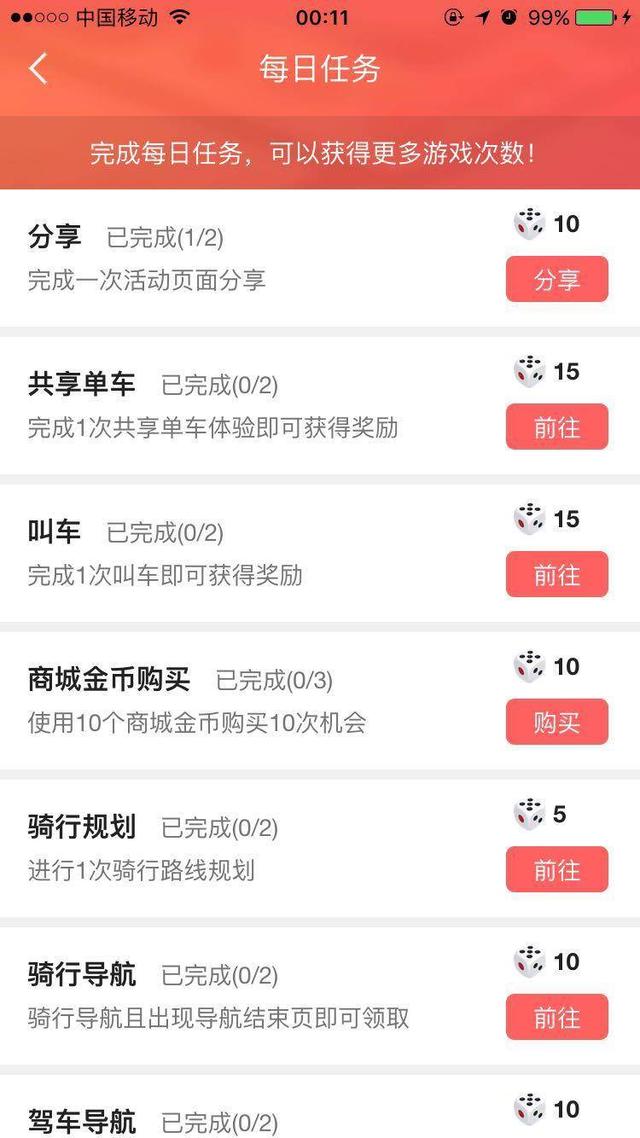 中国移动 00:11 99%
每日任务
完成每日任务，可以获得更多游戏次数！
分享 已完成(1/2) 10
完成一次活动页面分享 分享
共享单车 已完成(0/2) 15
完成1次共享单车体验即可获得奖励 前往
叫车 已完成(0/2) 15
完成1次叫车即可获得奖励 前往
商城金币购买 已完成(0/3) 10
使用10个商城金币购买10次机会 购买
骑行规划 已完成(0/2) 5
进行1次骑行路线规划 前往
骑行导航 已完成(0/2) 10
骑行导航且出现导航结束页即可领取 前往
驾车导航 已完成(0/2) 10